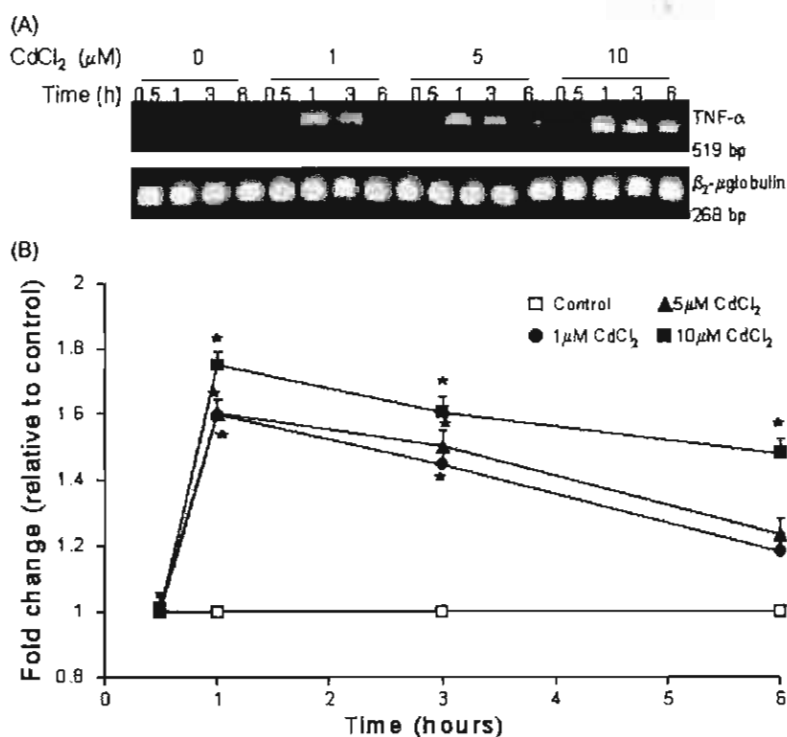 (A)
CdCl₂ (µM) 0 1 5 10
Time (h) 0.5 1 3 6 0.5 1 3 6 0.5 1 3 6 0.5 1 3 6
TNF-α
519 bp
β₂-µglobulin
268 bp
(B)
Fold change (relative to control)
2
1.8
1.6
1.4
1.2
1
0.8
Control
5µM CdCl₂
1µM CdCl₂
10µM CdCl₂
0 1 2 3 4 5 6
Time (hours)